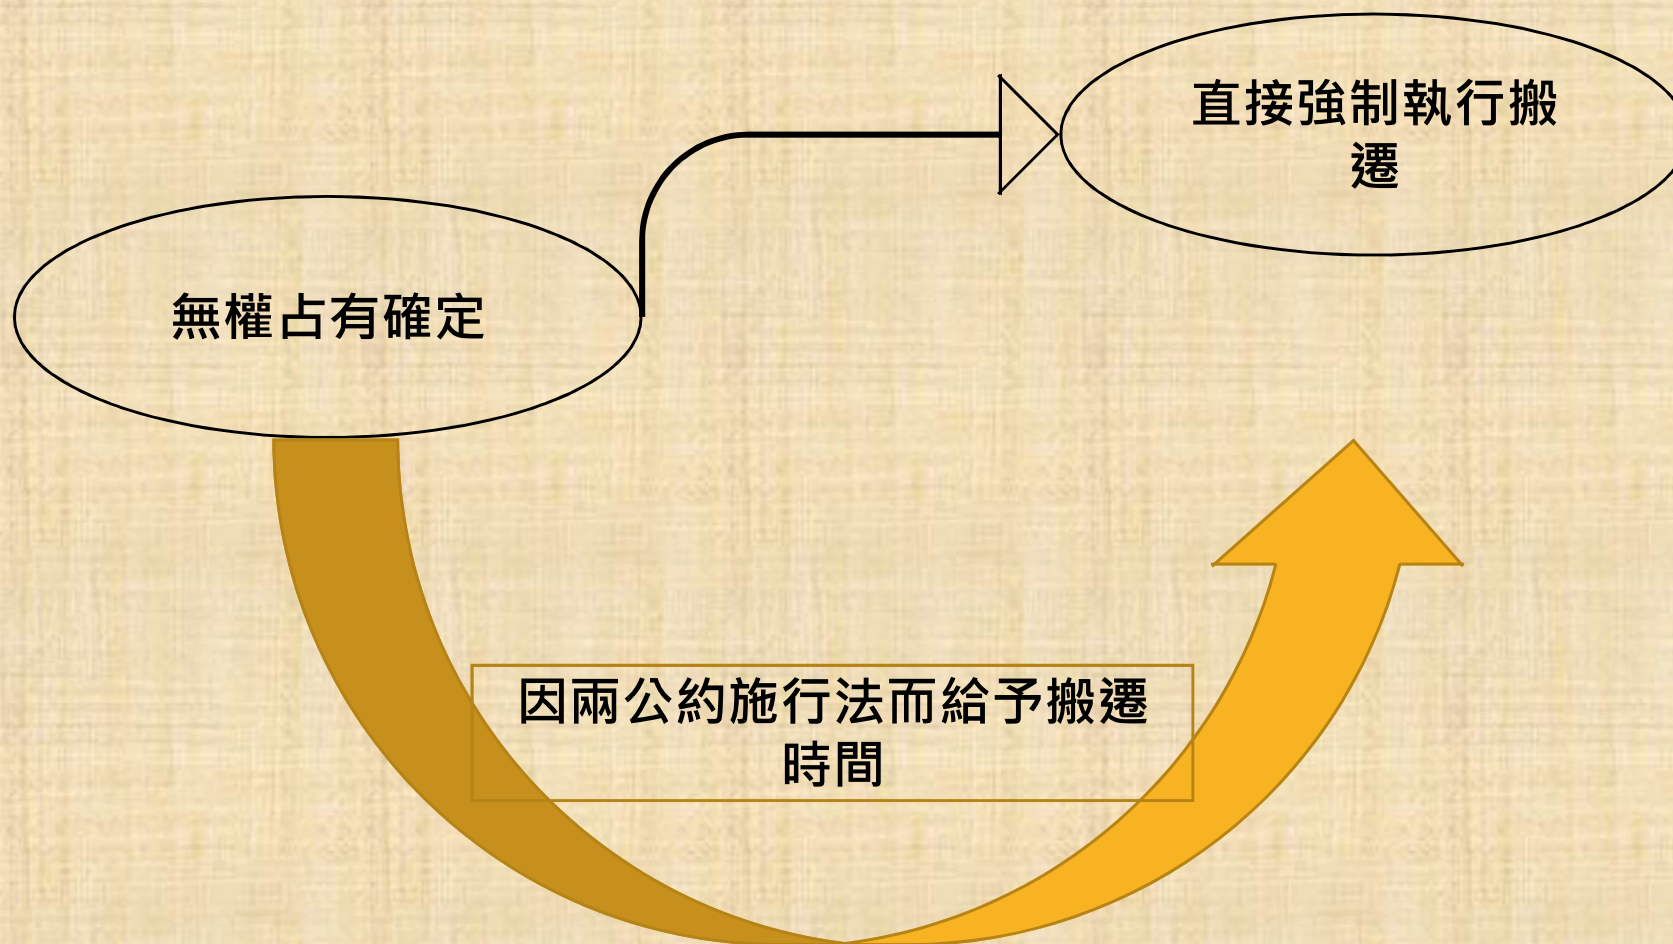 直接強制執行搬
遷
無權占有確定
因兩公約施行法而給予搬遷
時間